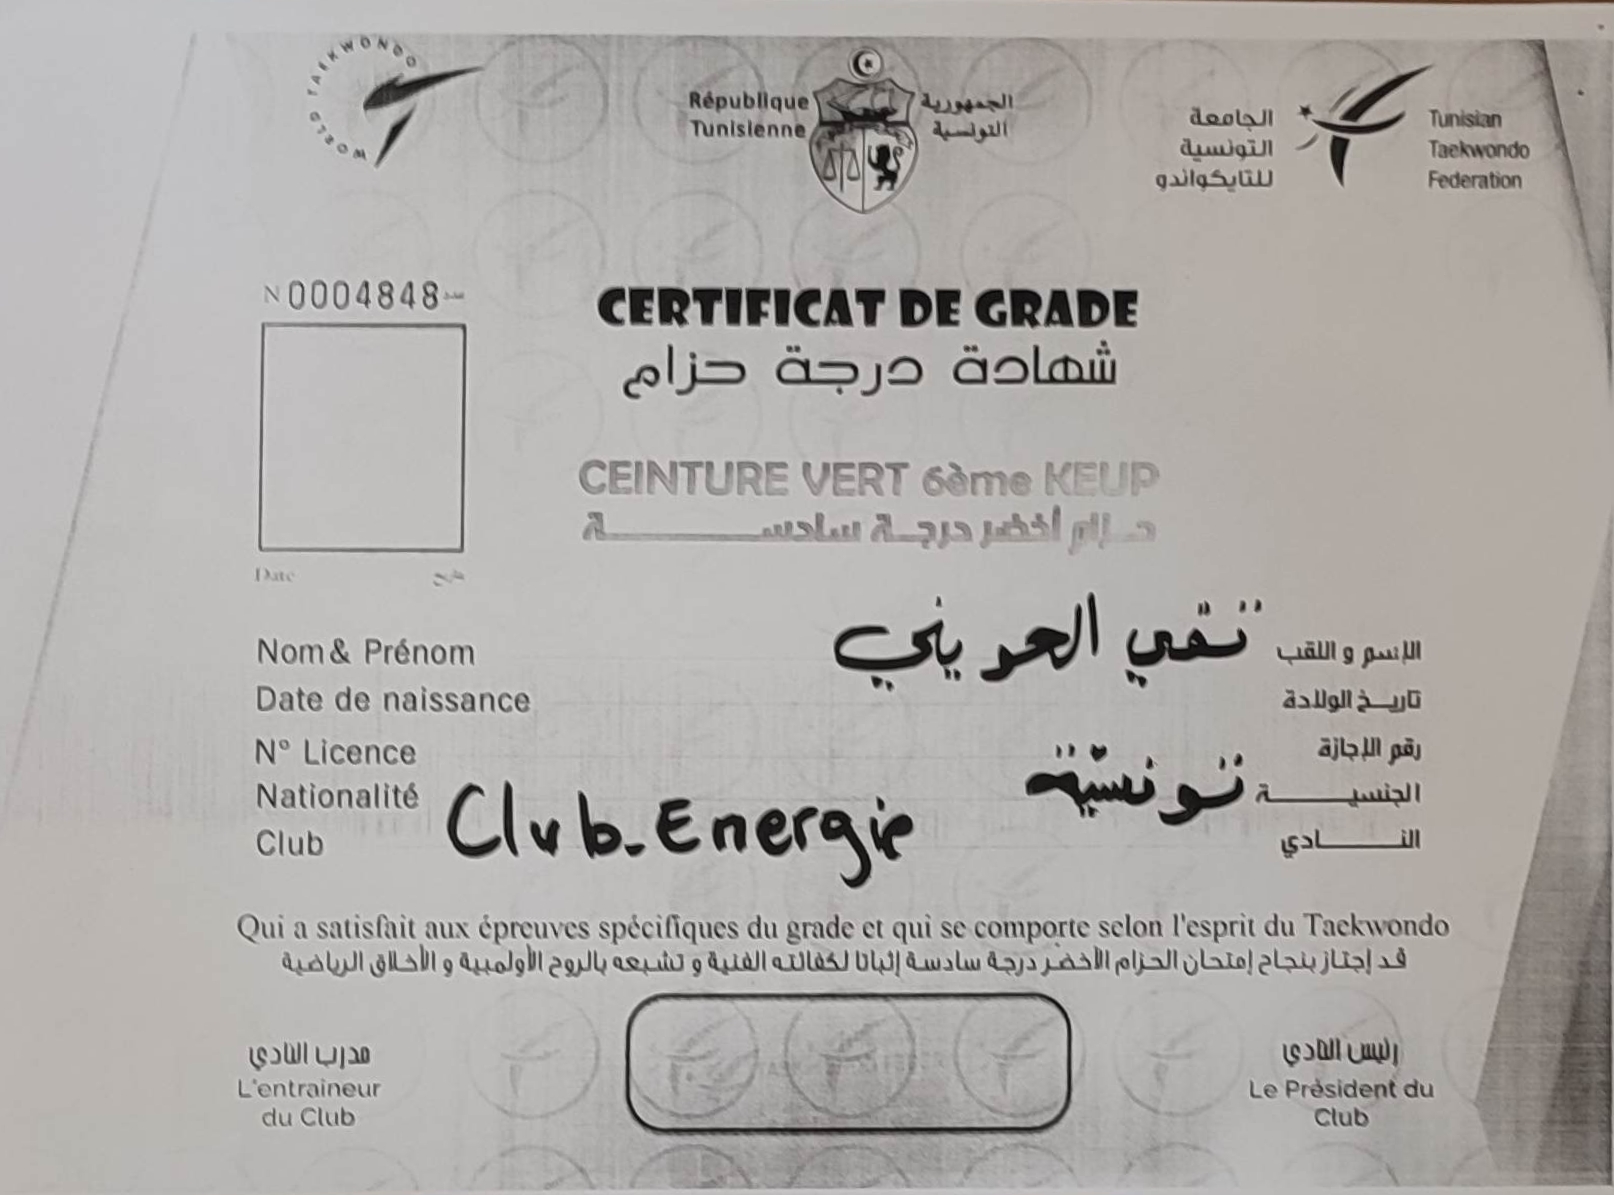 WORLD TAEKWONDO
République
Tunisienne
الجمهورية
التونسية
الجامعة
التونسية
للتايكواندو
Tunisian
Taekwondo
Federation
N 0004848 عدد
CERTIFICAT DE GRADE
شهادة درجة حزام
CEINTURE VERT 6ème KEUP
حزام أخضر درجة سادسة
Date تاريخ
Nom & Prénom تقي الحويني الإسم و اللقب
Date de naissance تاريخ الولادة
N° Licence رقم الإجازة
Nationalité تونسيّة الجنسية
Club Club-Energie النادي
Qui a satisfait aux épreuves spécifiques du grade et qui se comporte selon l'esprit du Taekwondo
قد إجتاز بنجاح إمتحان الحزام الأخضر درجة سادسة إثباتا لكفائته الفنية و تشبعه بالروح الأولمبية و الأخلاق الرياضية
مدرب النادي
L'entraineur
du Club
رئيس النادي
Le Président du
Club